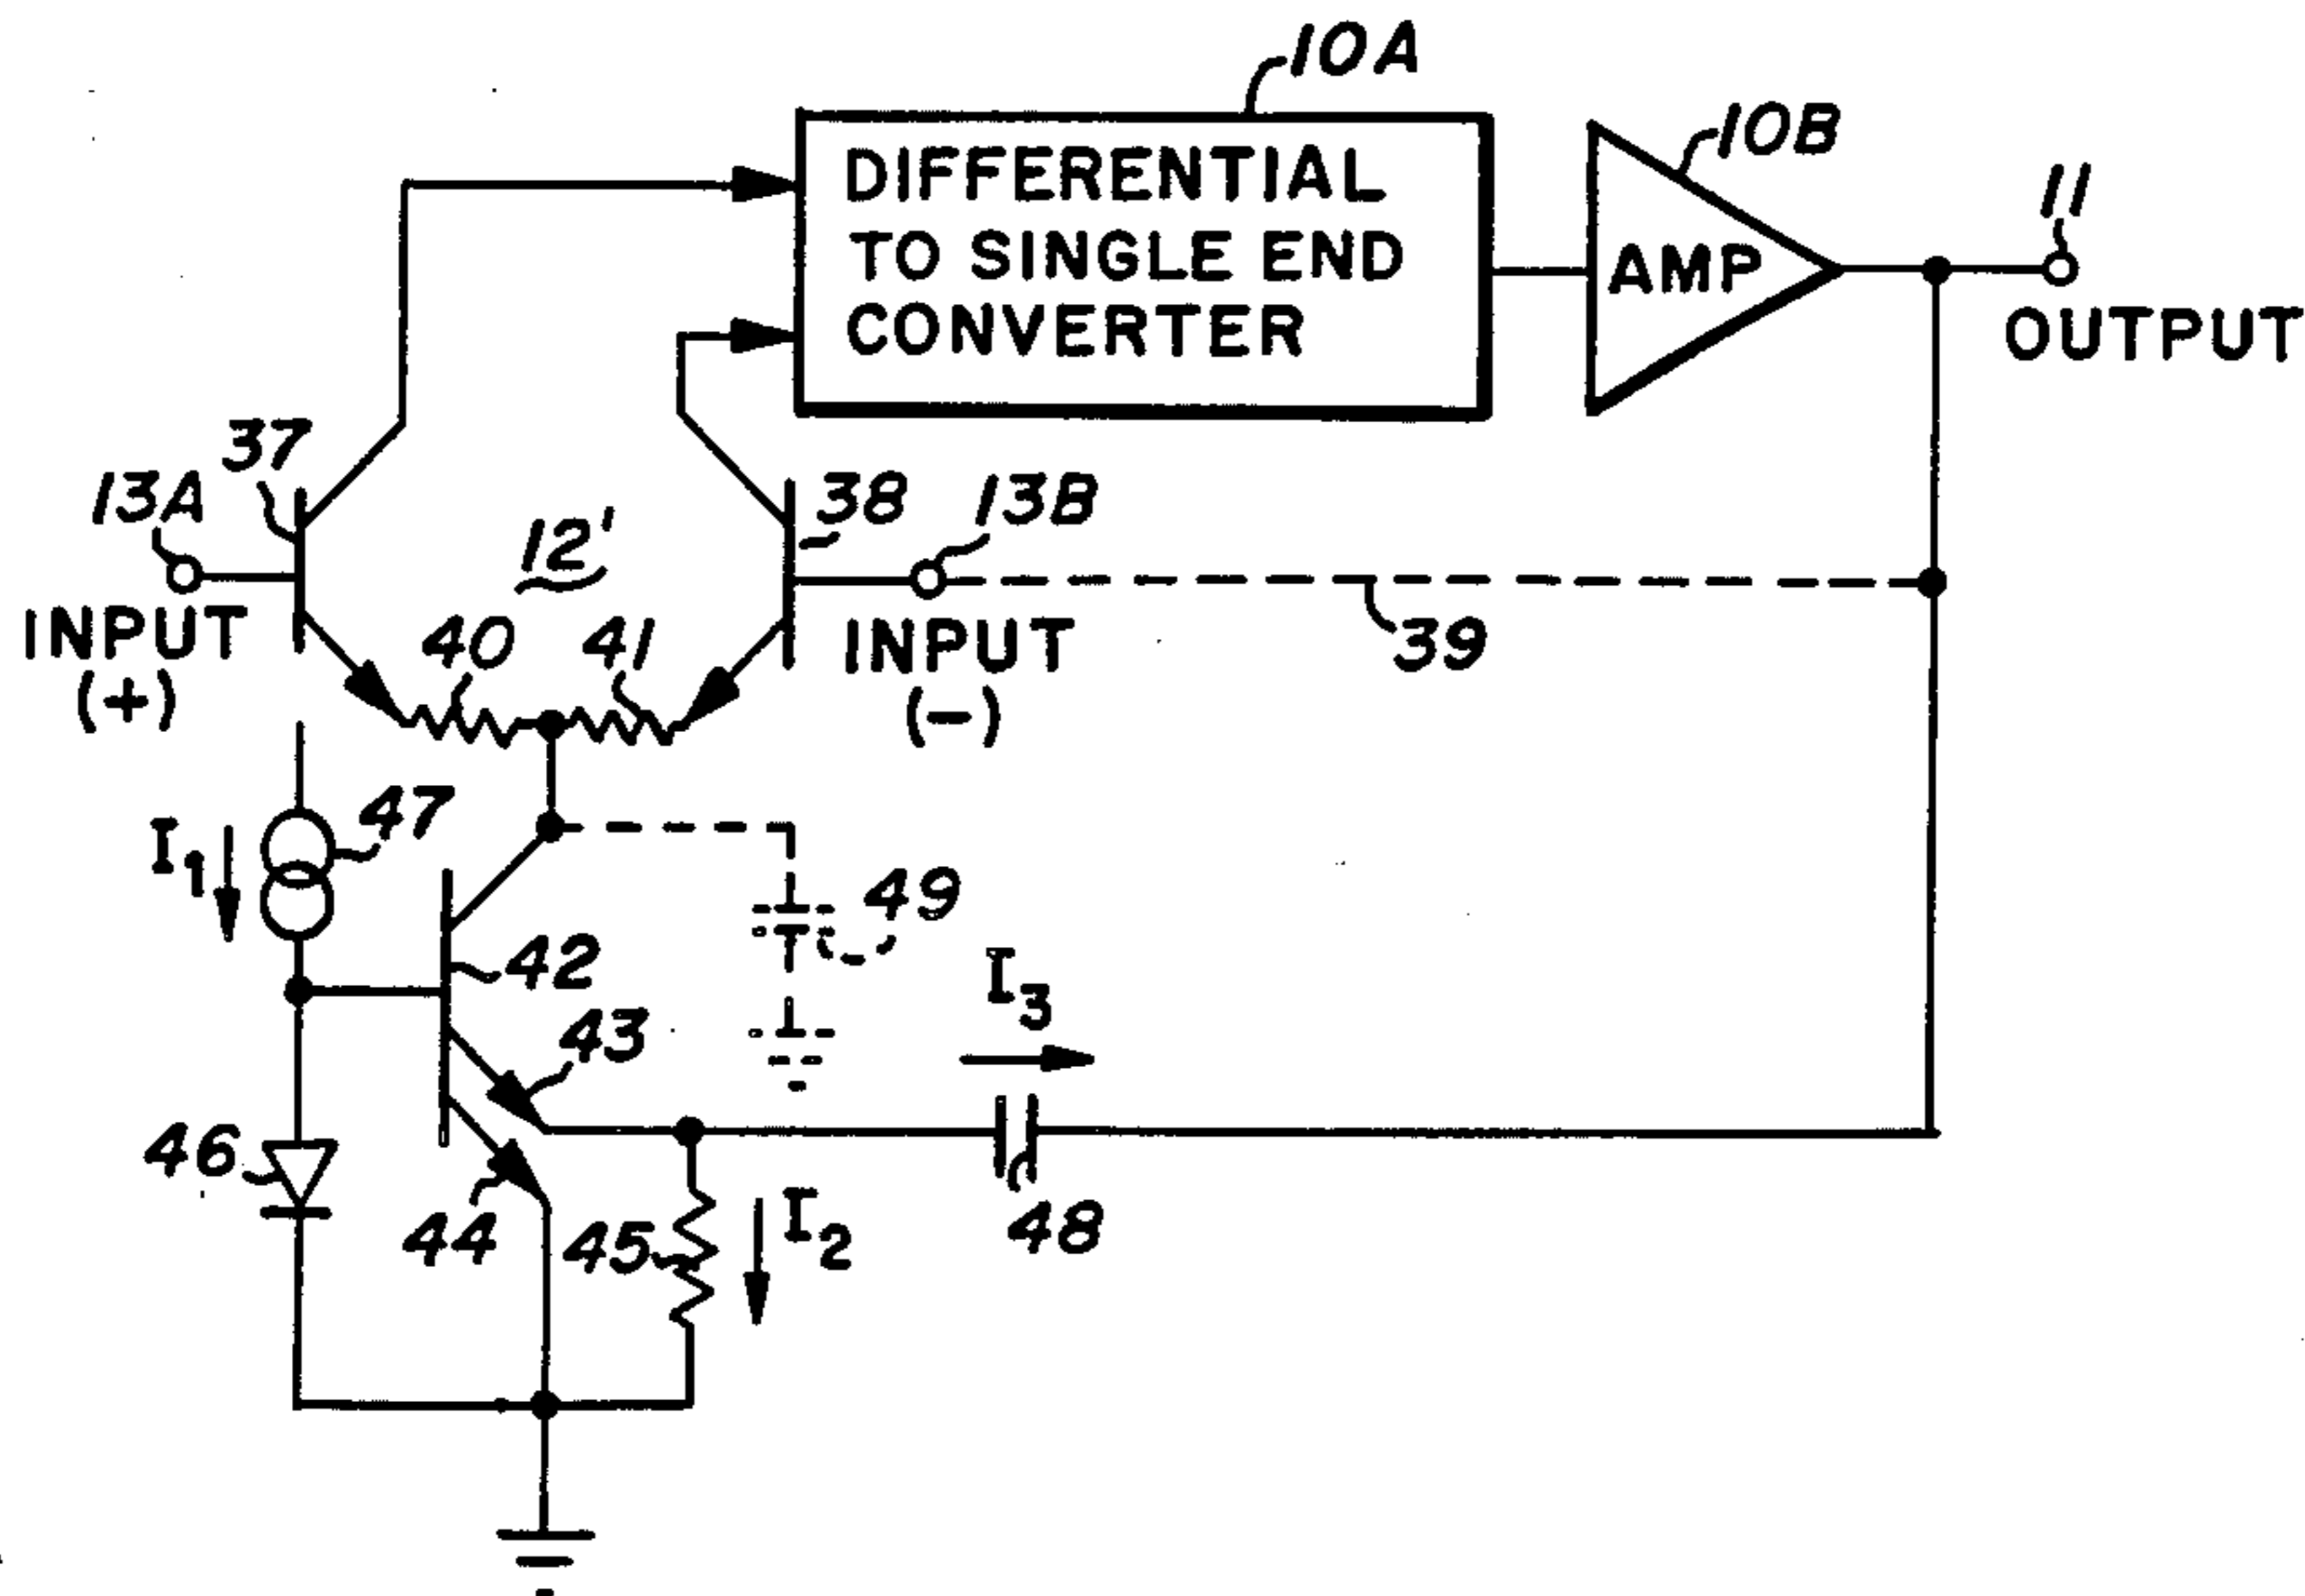 10A
10B
DIFFERENTIAL
TO SINGLE END
CONVERTER
AMP
11
OUTPUT
37
13A
12'
38
13B
INPUT
(+)
40
41
INPUT
(-)
39
I1
47
49
42
I3
43
46
44
45
I2
48